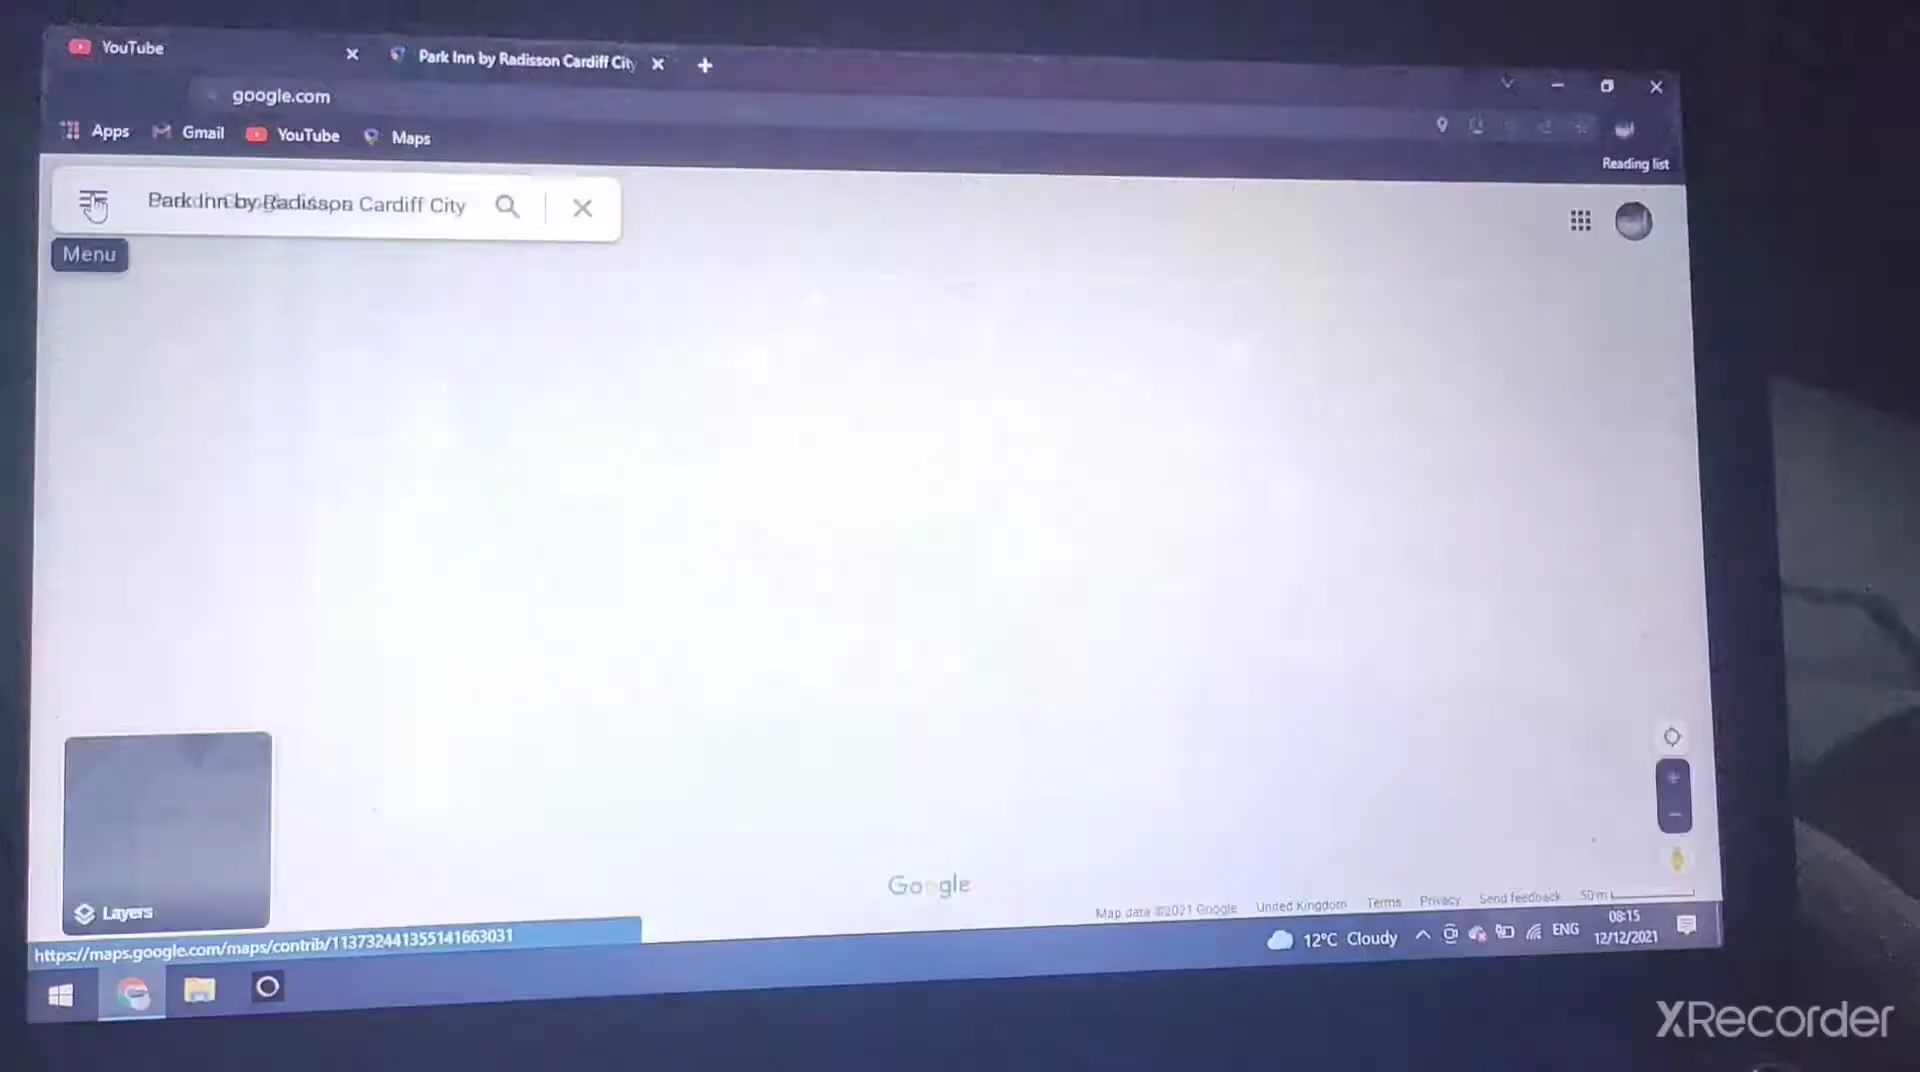 YouTube
Park Inn by Radisson Cardiff City
google.com
Apps
Gmail
YouTube
Maps
Reading list
Park Inn by Radisson Cardiff City
Menu
Layers
Google
Map data ©2021 Google
United Kingdom
Terms
Privacy
Send feedback
50 m
https://maps.google.com/maps/contrib/113732441355141663031
12°C Cloudy
ENG
08:15
12/12/2021
XRecorder